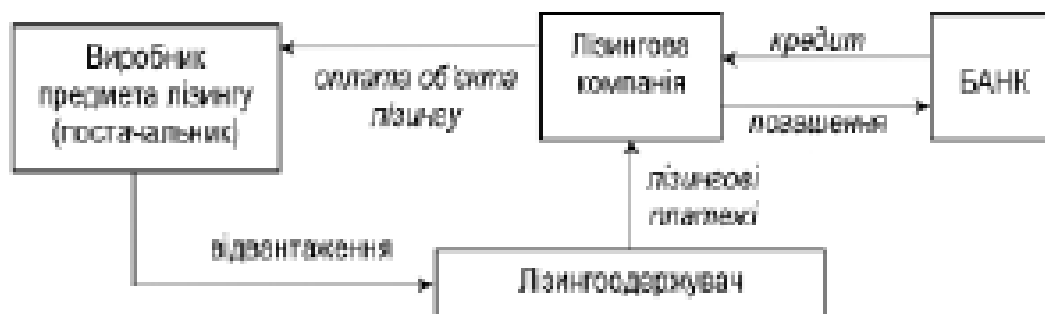 Виробник
предмета лізингу
(постачальник)
оплата об'єкта
лізингу
Лізингова
компанія
кредит
погашення
БАНК
лізингові
платежі
відвантаження
Лізингоодержувач